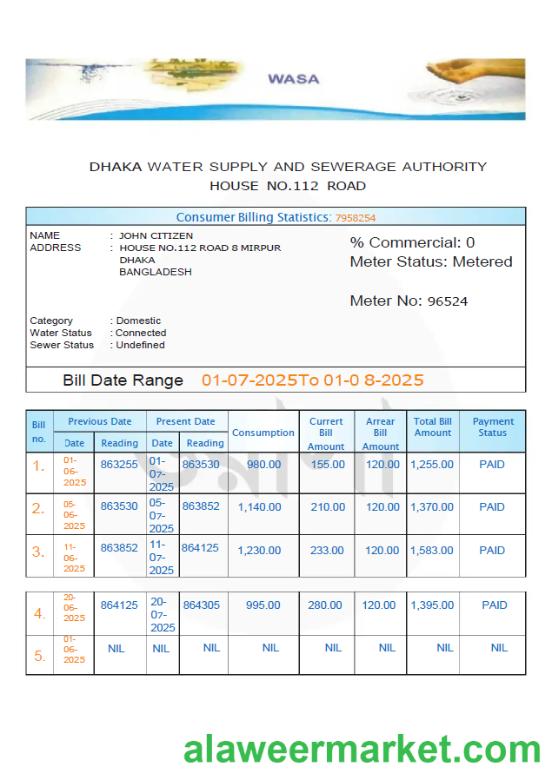 WASA
DHAKA WATER SUPPLY AND SEWERAGE AUTHORITY
HOUSE NO.112 ROAD
Consumer Billing Statistics: 7958254
NAME : JOHN CITIZEN
ADDRESS : HOUSE NO.112 ROAD 8 MIRPUR
DHAKA
BANGLADESH
% Commercial: 0
Meter Status: Metered
Meter No: 96524
Category : Domestic
Water Status : Connected
Sewer Status : Undefined
Bill Date Range 01-07-2025To 01-0 8-2025
Bill no. Previous Date Present Date Consumption Currert Bill Amount Arrear Bill Amount Total Bill Amount Payment Status
Date Reading Date Reading
1. 01-06-2025 863255 01-07-2025 863530 980.00 155.00 120.00 1,255.00 PAID
2. 05-06-2025 863530 05-07-2025 863852 1,140.00 210.00 120.00 1,370.00 PAID
3. 11-06-2025 863852 11-07-2025 864125 1,230.00 233.00 120.00 1,583.00 PAID
4. 20-06-2025 864125 20-07-2025 864305 995.00 280.00 120.00 1,395.00 PAID
5. 01-06-2025 NIL NIL NIL NIL NIL NIL NIL NIL
alaweermarket.com